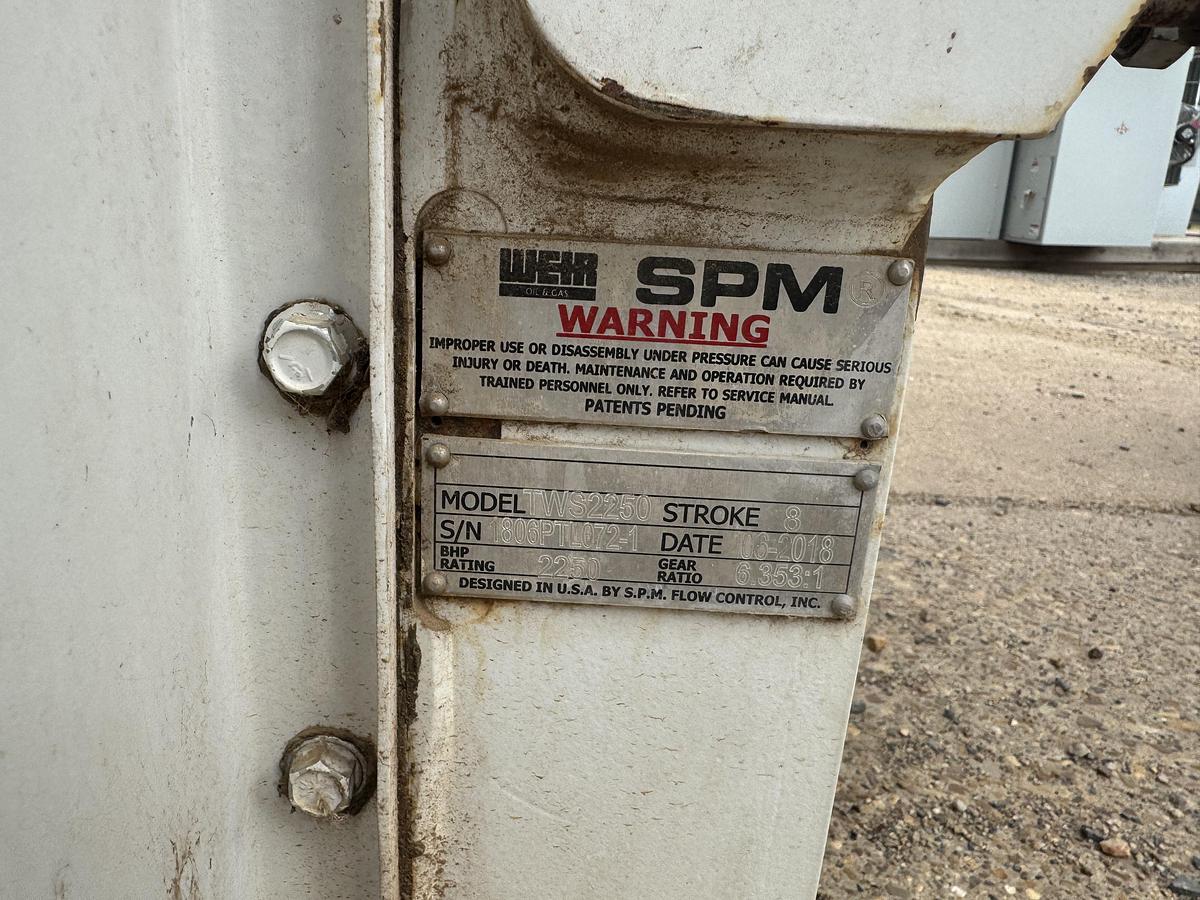 WEIR SPM ®
OIL & GAS
WARNING
IMPROPER USE OR DISASSEMBLY UNDER PRESSURE CAN CAUSE SERIOUS
INJURY OR DEATH. MAINTENANCE AND OPERATION REQUIRED BY
TRAINED PERSONNEL ONLY. REFER TO SERVICE MANUAL.
PATENTS PENDING
MODEL TWS2250 STROKE 8
S/N 1806PTL072-1 DATE 06-2018
BHP RATING 2250 GEAR RATIO 6.353:1
DESIGNED IN U.S.A. BY S.P.M. FLOW CONTROL, INC.